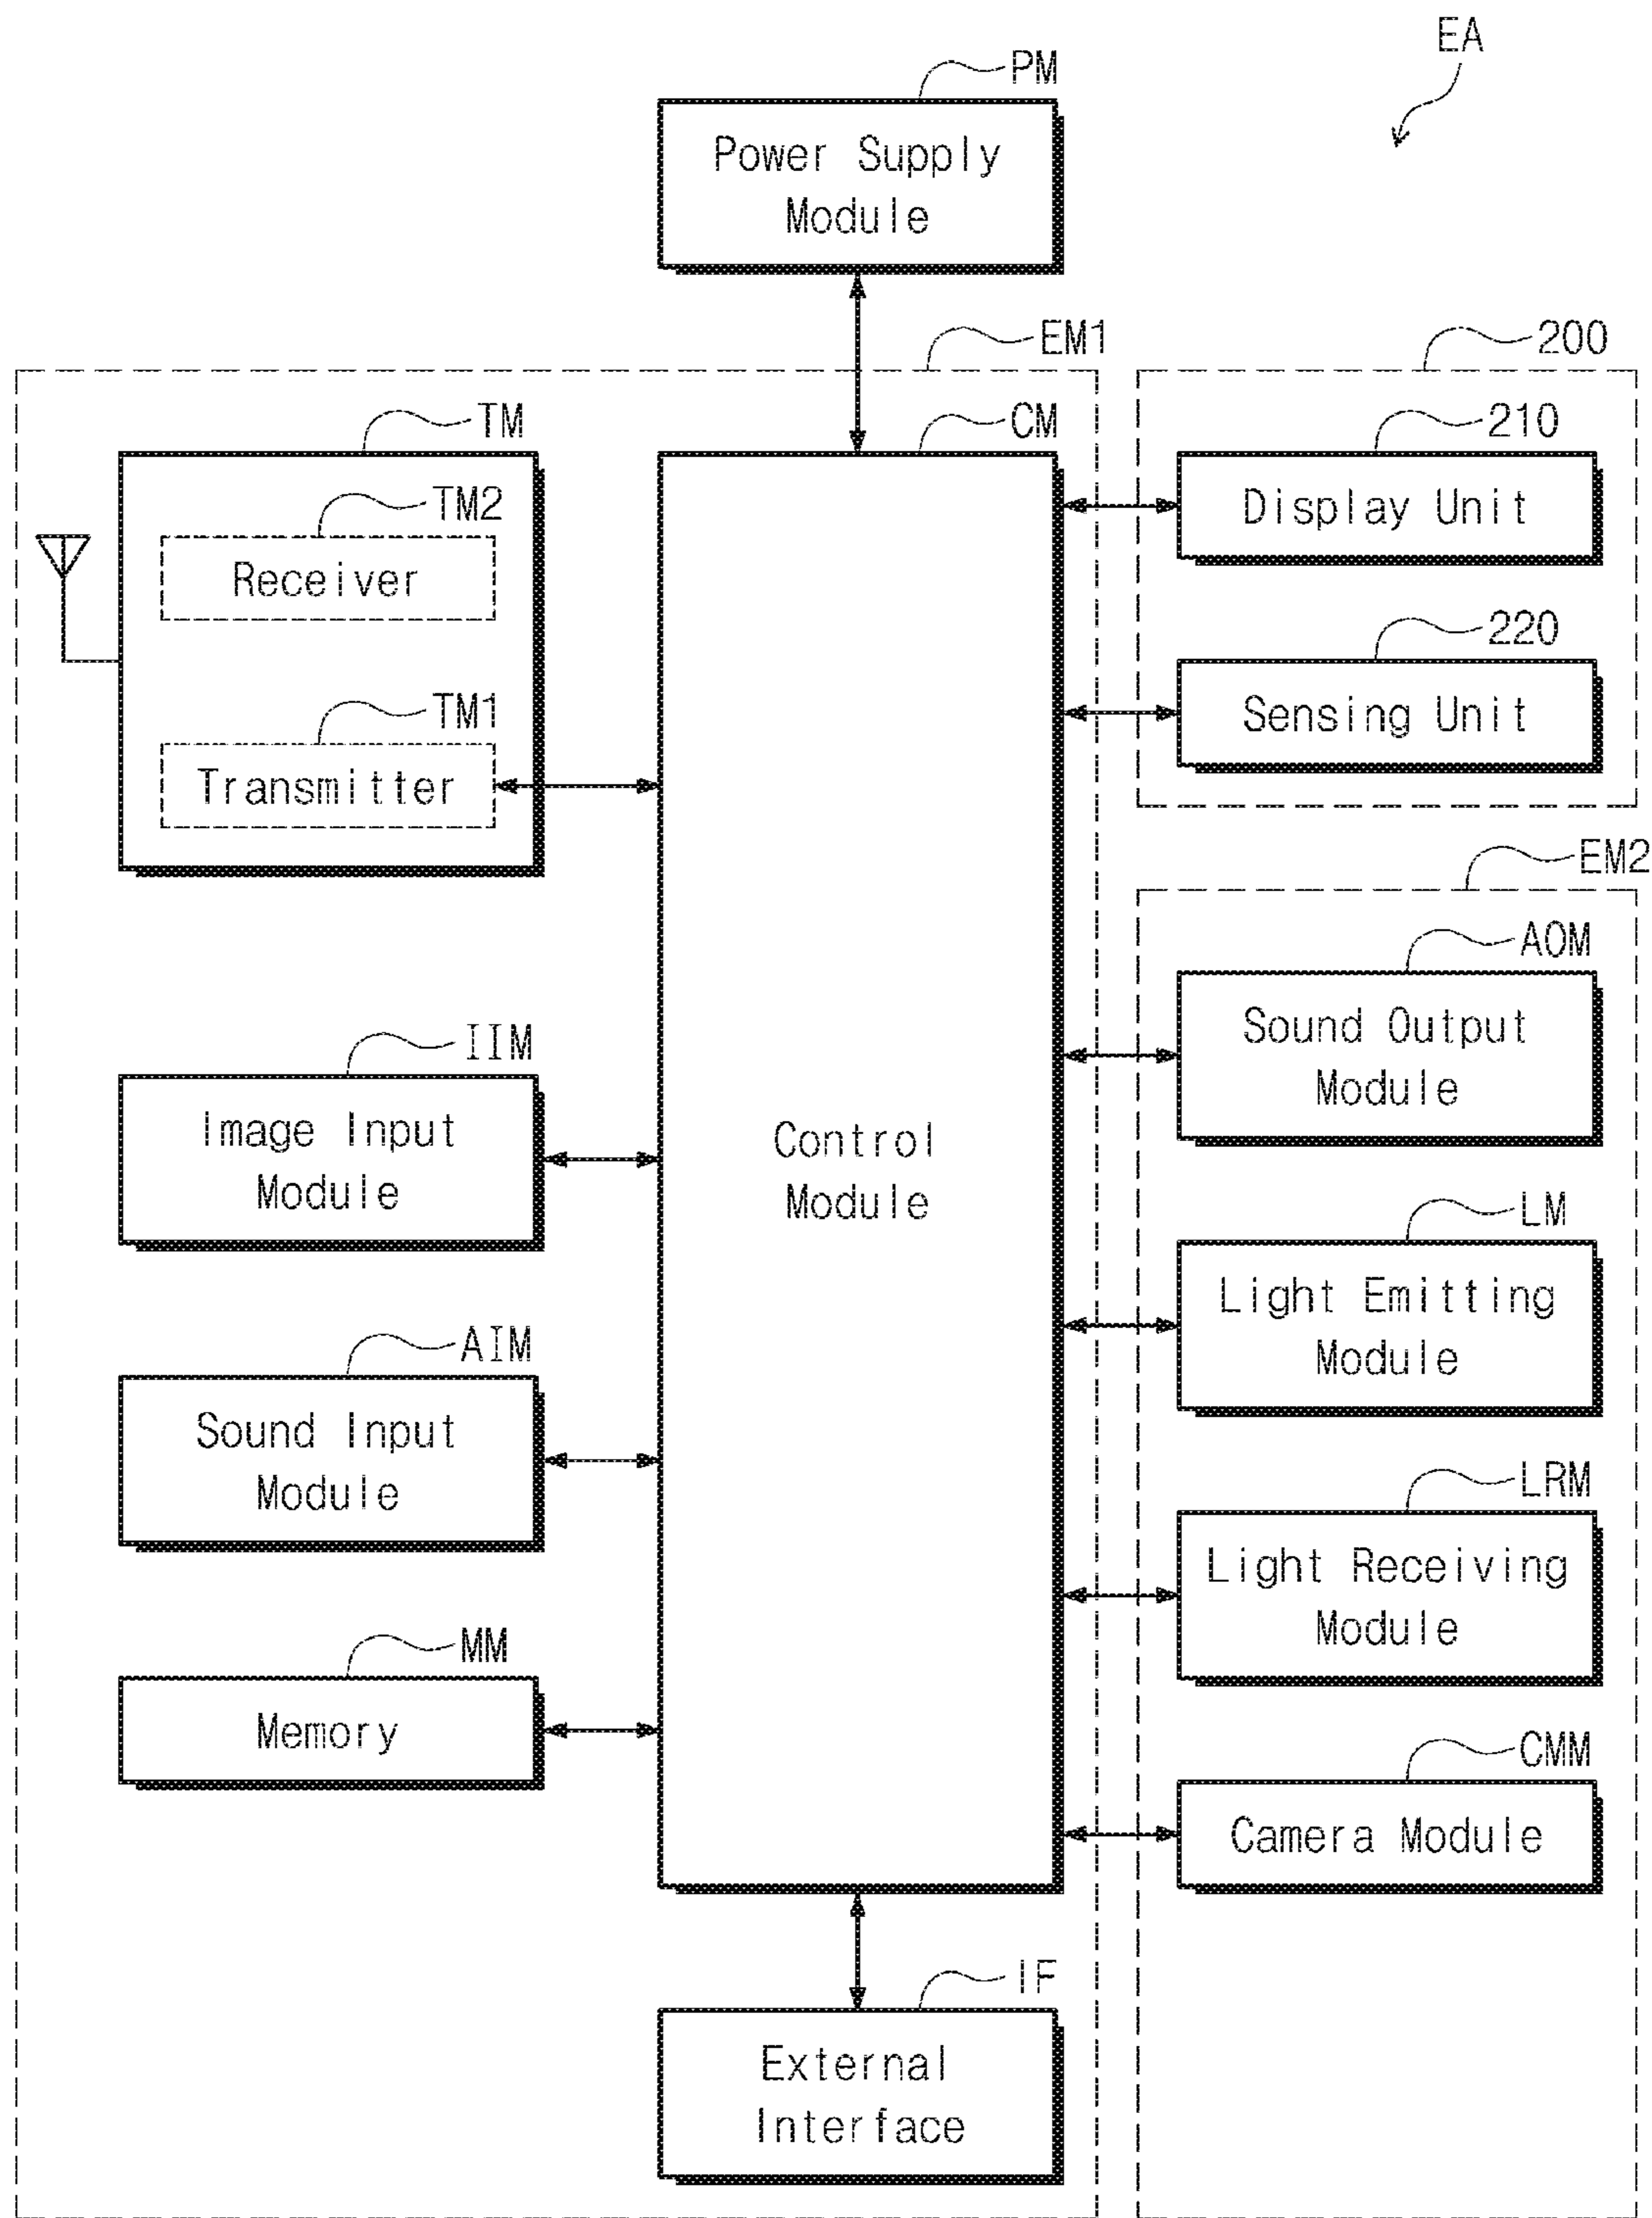 EA
PM
Power Supply
Module
EM1
200
TM
CM
210
TM2
Display Unit
Receiver
220
TM1
Sensing Unit
Transmitter
EM2
AOM
Sound Output
Module
IIM
Image Input
Module
Control
Module
LM
Light Emitting
Module
AIM
Sound Input
Module
LRM
Light Receiving
Module
MM
Memory
CMM
Camera Module
IF
External
Interface